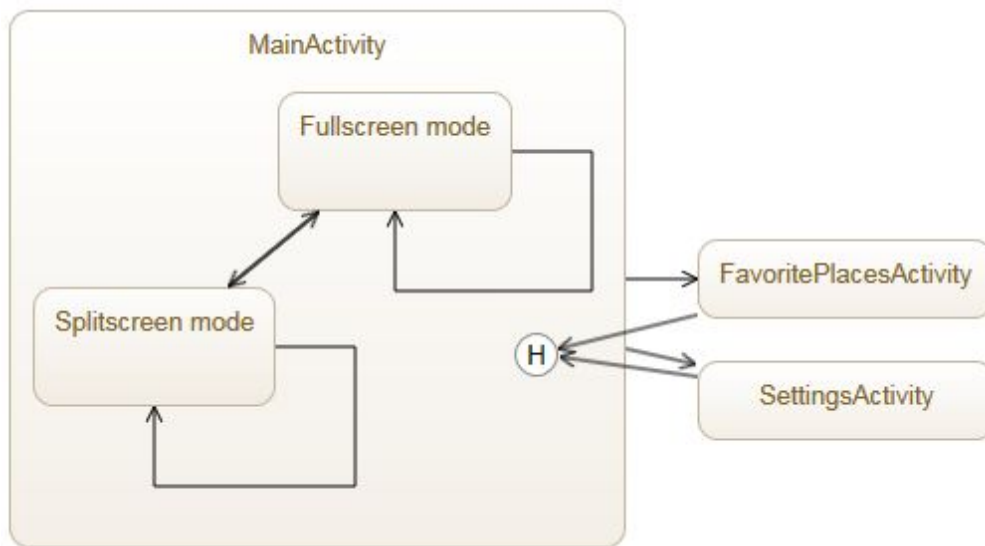 MainActivity
Fullscreen mode
Splitscreen mode
FavoritePlacesActivity
H
SettingsActivity